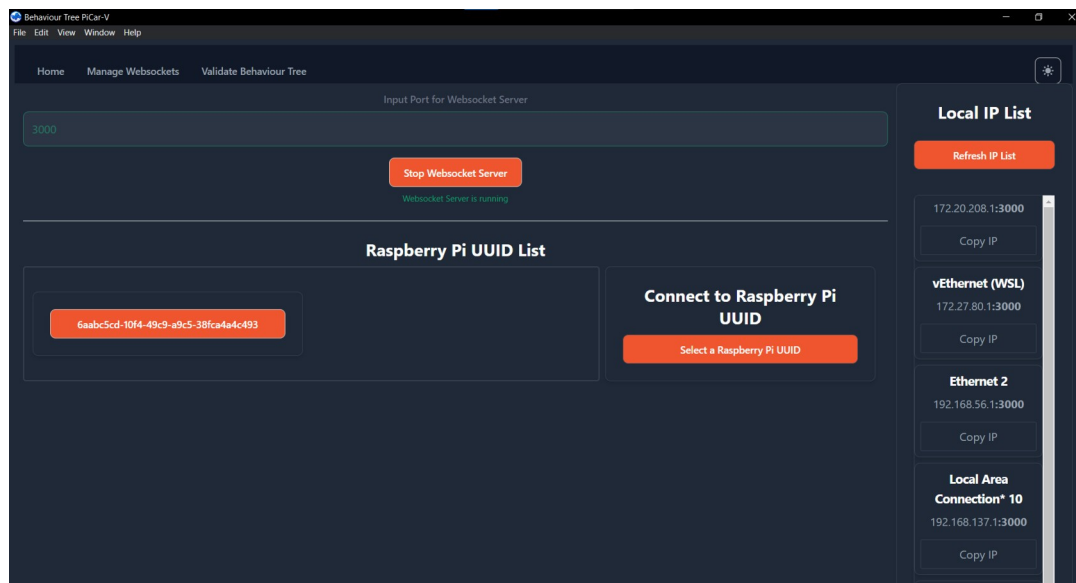 Behaviour Tree PiCar-V
File Edit View Window Help
Home Manage Websockets Validate Behaviour Tree
Input Port for Websocket Server
3000
Stop Websocket Server
Websocket Server is running
Raspberry Pi UUID List
6aabc5cd-10f4-49c9-a9c5-38fca4a4c493
Connect to Raspberry Pi
UUID
Select a Raspberry Pi UUID
Local IP List
Refresh IP List
172.20.208.1:3000
Copy IP
vEthernet (WSL)
172.27.80.1:3000
Copy IP
Ethernet 2
192.168.56.1:3000
Copy IP
Local Area
Connection* 10
192.168.137.1:3000
Copy IP